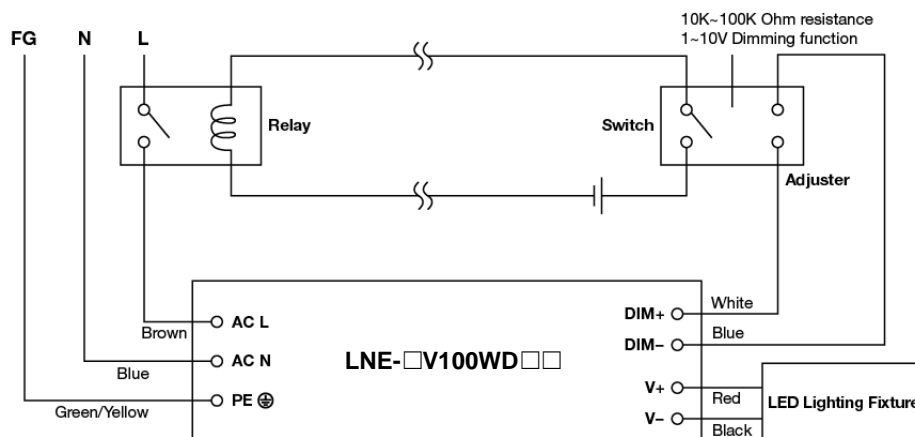 10K~100K Ohm resistance
1~10V Dimming function
FG N L
Relay
Switch
Adjuster
White
DIM+
Blue
DIM–
Brown
AC L
Blue
AC N
LNE-□V100WD□□
Green/Yellow
PE
V+
Red
V–
Black
LED Lighting Fixture